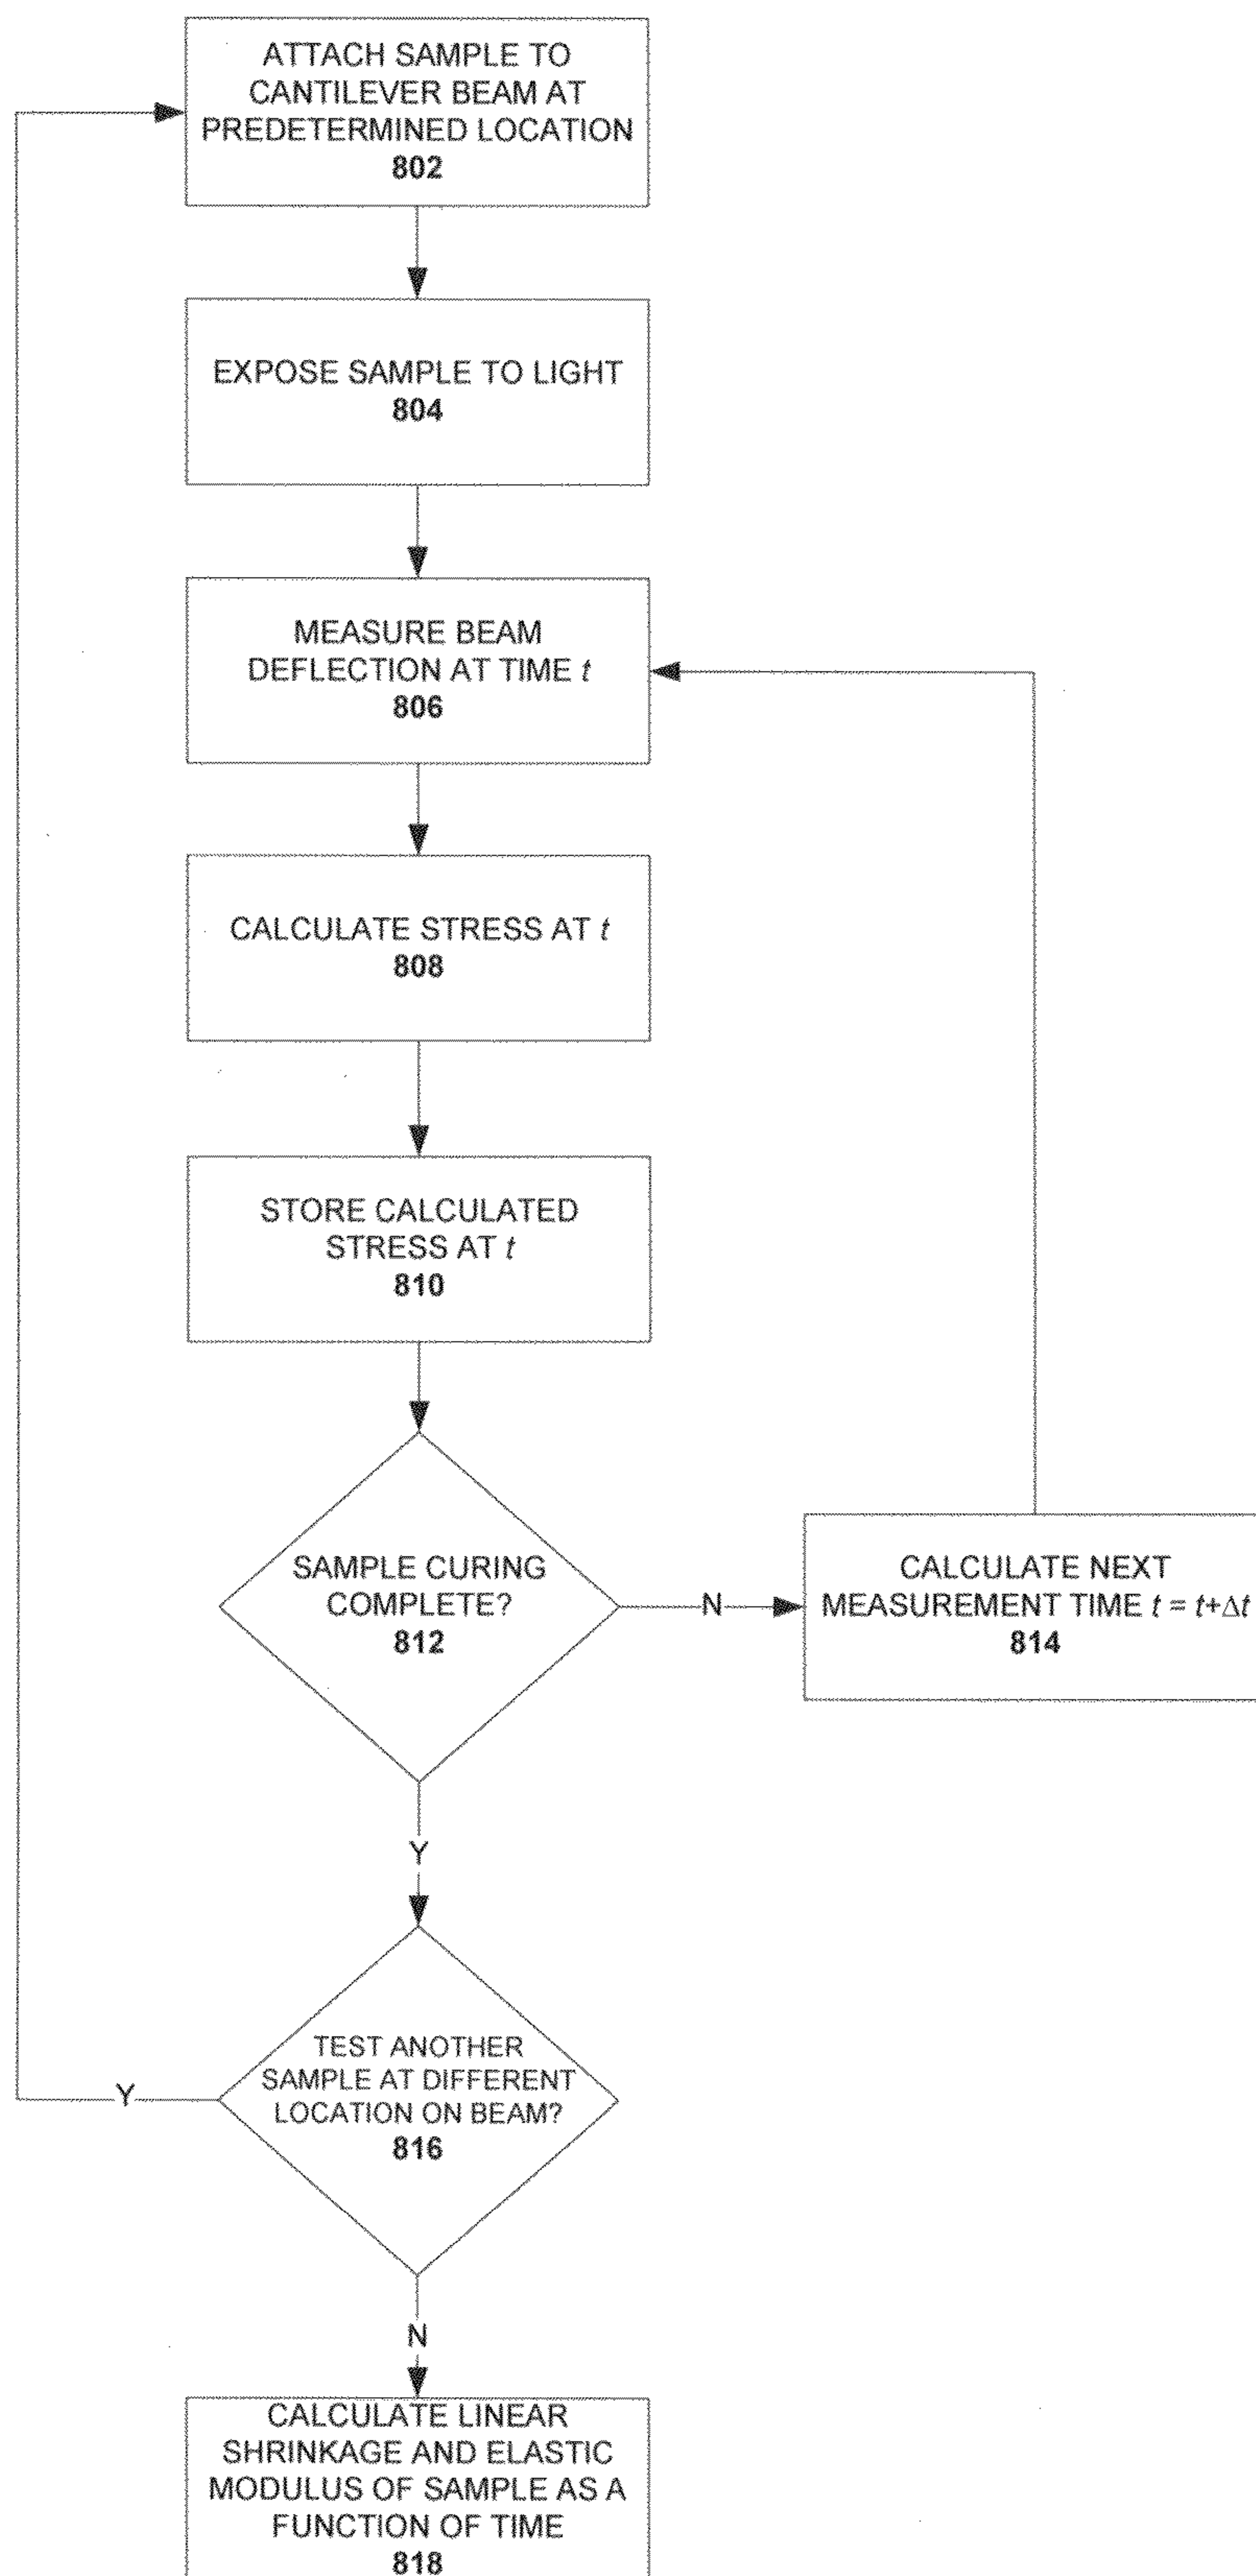 ATTACH SAMPLE TO
CANTILEVER BEAM AT
PREDETERMINED LOCATION
802
EXPOSE SAMPLE TO LIGHT
804
MEASURE BEAM
DEFLECTION AT TIME t
806
CALCULATE STRESS AT t
808
STORE CALCULATED
STRESS AT t
810
SAMPLE CURING
COMPLETE?
812
N
CALCULATE NEXT
MEASUREMENT TIME t = t+Δt
814
Y
TEST ANOTHER
SAMPLE AT DIFFERENT
LOCATION ON BEAM?
816
Y
N
CALCULATE LINEAR
SHRINKAGE AND ELASTIC
MODULUS OF SAMPLE AS A
FUNCTION OF TIME
818